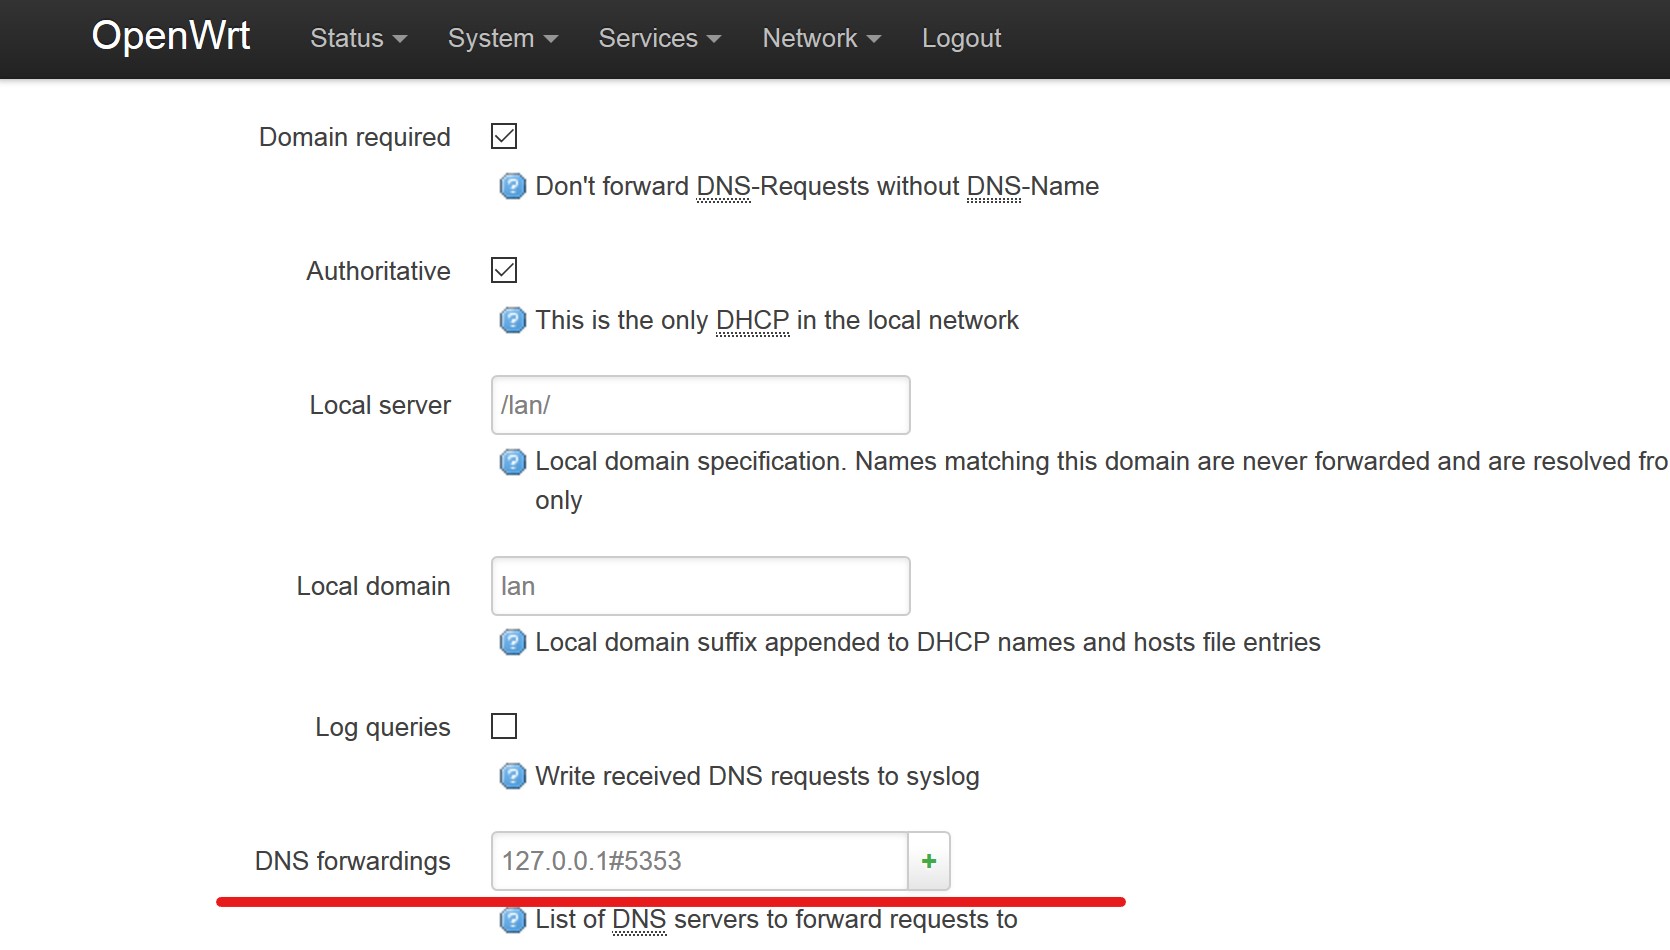 OpenWrt Status System Services Network Logout
Domain required
Don't forward DNS-Requests without DNS-Name
Authoritative
This is the only DHCP in the local network
Local server /lan/
Local domain specification. Names matching this domain are never forwarded and are resolved fro
only
Local domain lan
Local domain suffix appended to DHCP names and hosts file entries
Log queries
Write received DNS requests to syslog
DNS forwardings 127.0.0.1#5353 +
List of DNS servers to forward requests to